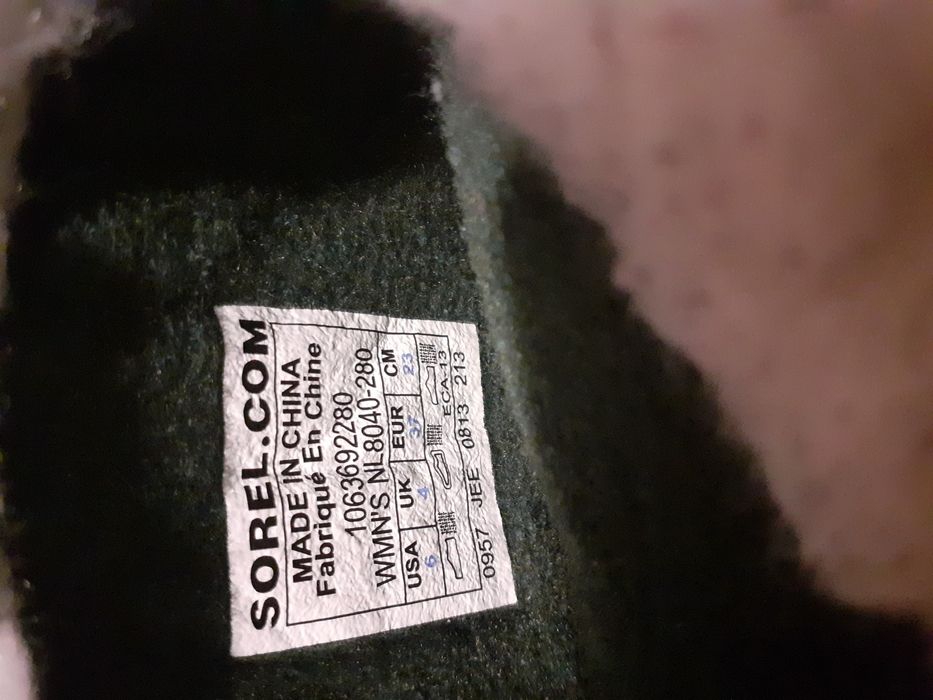 SOREL.COM
MADE IN CHINA
Fabriqué En Chine
1063692280
WMN'S NL8040-280
USA UK EUR CM
6 4 37 23
ECA-13
0957 JEE 0813 213